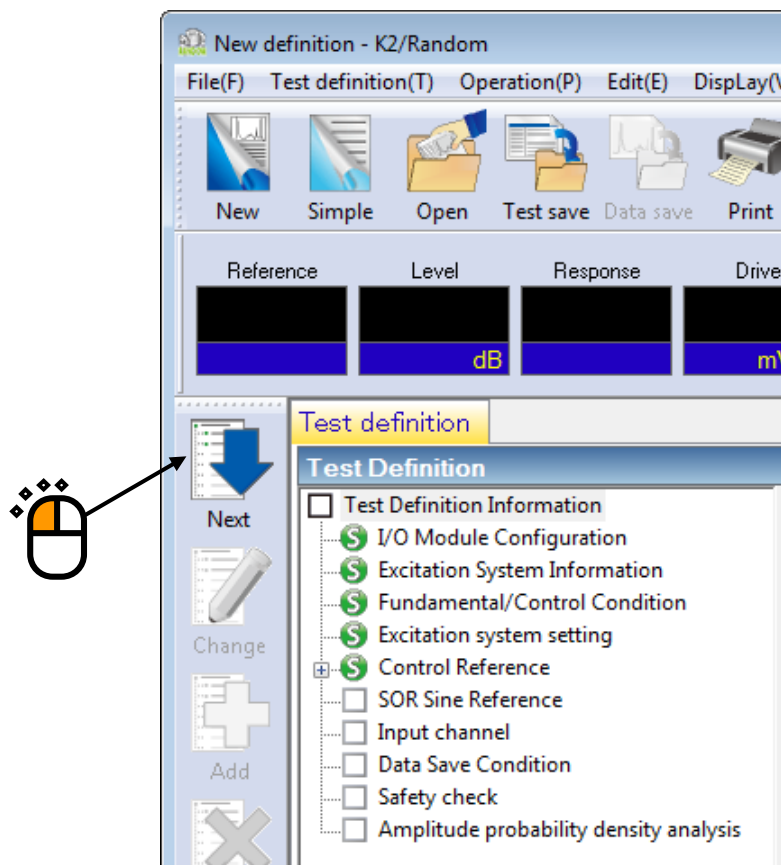 New definition - K2/Random
File(F) Test definition(T) Operation(P) Edit(E) DispLay(V
New Simple Open Test save Data save Print
Reference Level Response Drive
dB mV
Test definition
Test Definition
Next
Change
Add
Test Definition Information
S I/O Module Configuration
S Excitation System Information
S Fundamental/Control Condition
S Excitation system setting
S Control Reference
SOR Sine Reference
Input channel
Data Save Condition
Safety check
Amplitude probability density analysis